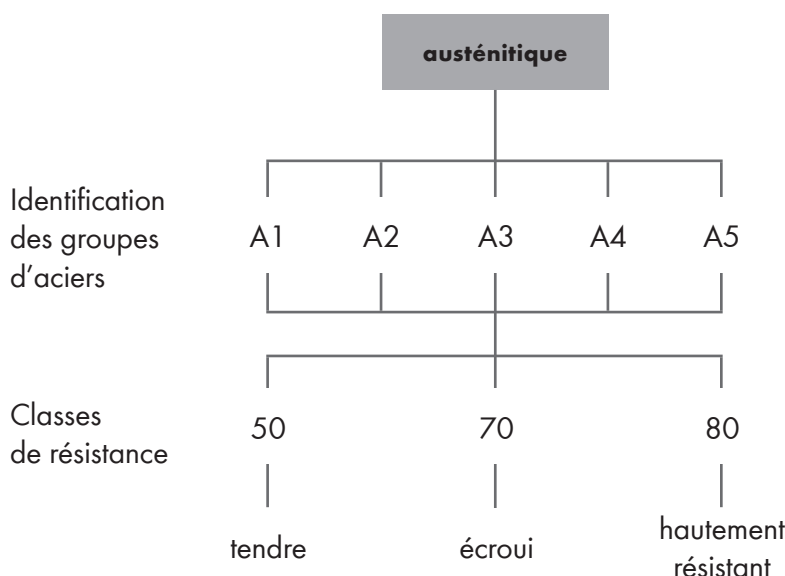 austénitique
Identification
des groupes
d’aciers
A1 A2 A3 A4 A5
Classes
de résistance
50 70 80
tendre écroui hautement
résistant